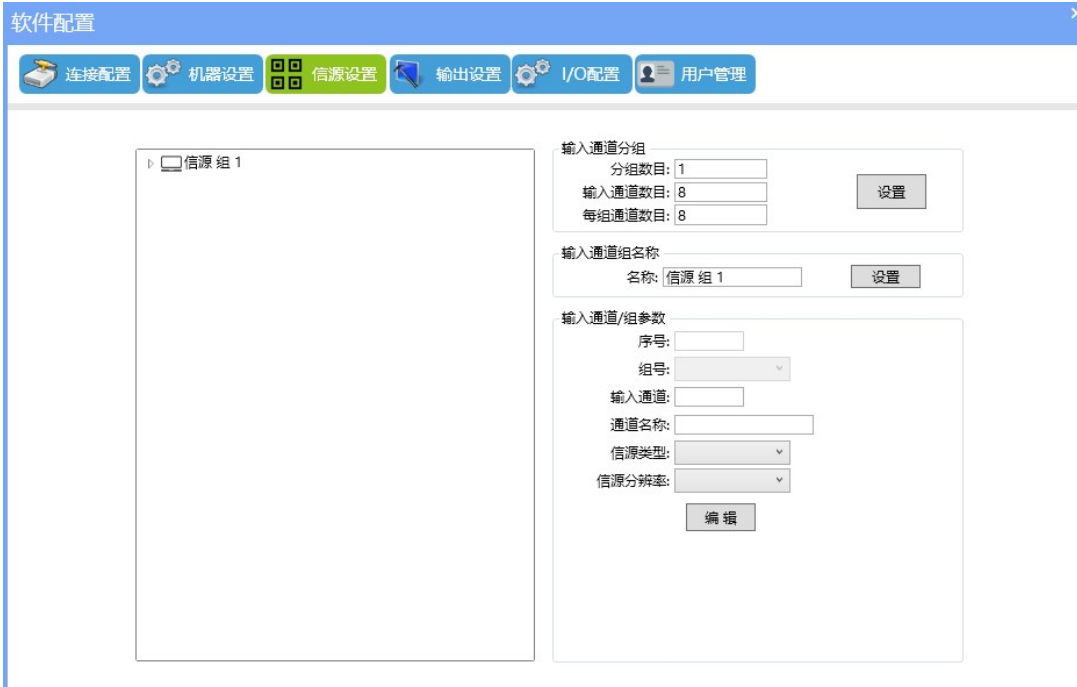 软件配置
连接配置 机器设置 信源设置 输出设置 I/O配置 用户管理
信源 组 1
输入通道分组
分组数目: 1
输入通道数目: 8
设置
每组通道数目: 8
输入通道组名称
名称: 信源 组 1 设置
输入通道/组参数
序号:
组号:
输入通道:
通道名称:
信源类型:
信源分辨率:
编 辑